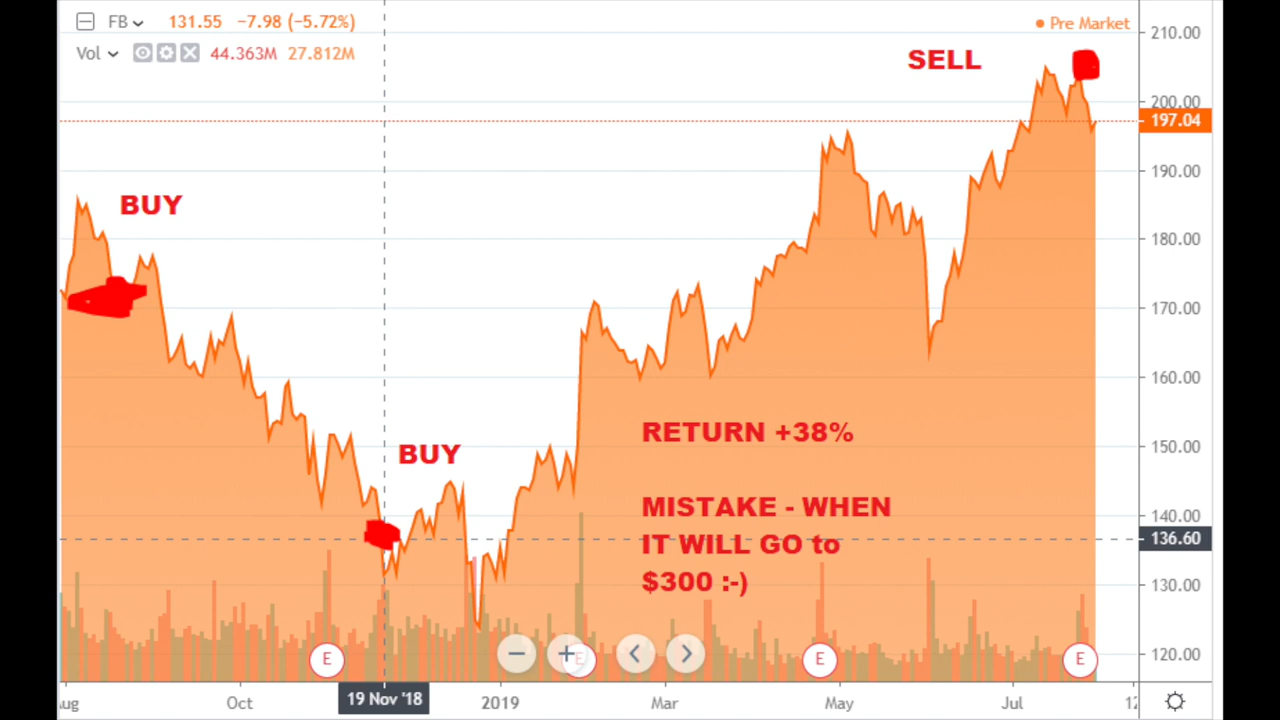 FB 131.55 −7.98 (−5.72%)
Pre Market
Vol 44.363M 27.812M
210.00
SELL
200.00
197.04
190.00
BUY
180.00
170.00
160.00
RETURN +38%
150.00
BUY
MISTAKE - WHEN
140.00
IT WILL GO to
136.60
$300 :-)
130.00
120.00
E E E E
Aug Oct 19 Nov '18 2019 Mar May Jul 12